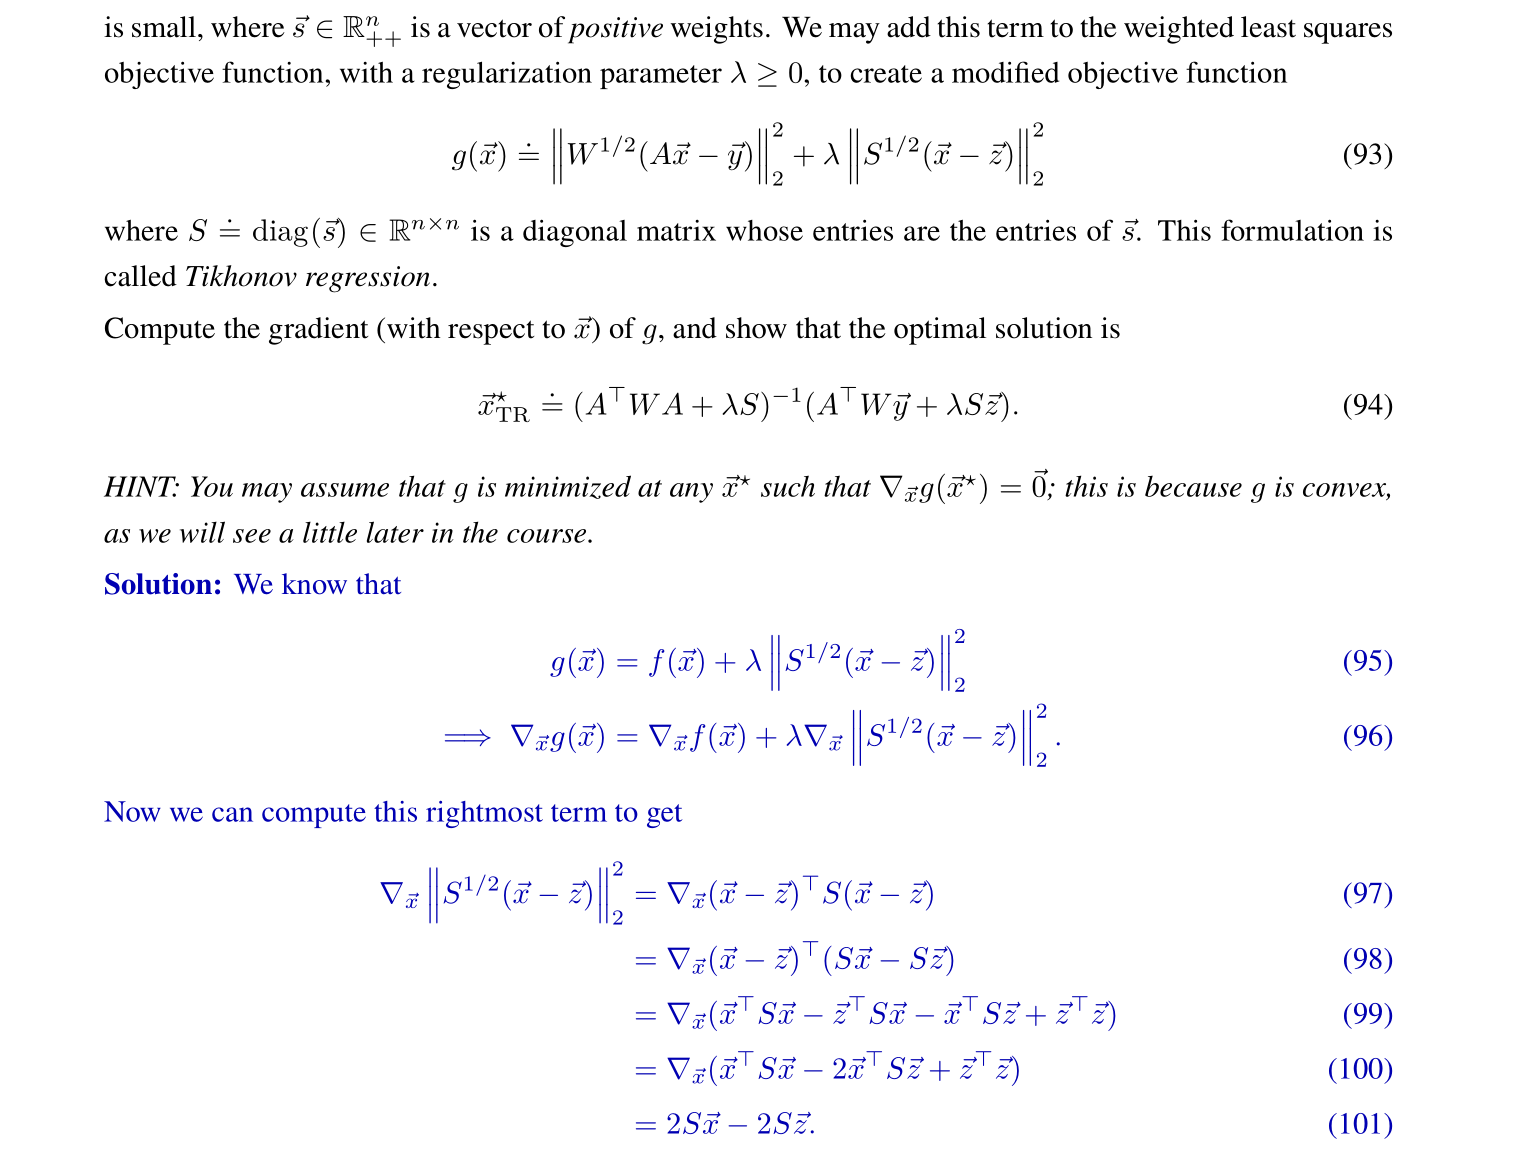 is small, where $\vec{s} \in \mathbb{R}^n_{++}$ is a vector of positive weights. We may add this term to the weighted least squares
objective function, with a regularization parameter $\lambda \geq 0$, to create a modified objective function
$g(\vec{x}) \doteq \left\| W^{1/2}(A\vec{x} - \vec{y}) \right\|_2^2 + \lambda \left\| S^{1/2}(\vec{x} - \vec{z}) \right\|_2^2$ (93)
where $S \doteq \operatorname{diag}(\vec{s}) \in \mathbb{R}^{n \times n}$ is a diagonal matrix whose entries are the entries of $\vec{s}$. This formulation is
called Tikhonov regression.
Compute the gradient (with respect to $\vec{x}$) of $g$, and show that the optimal solution is
$\vec{x}^\star_{\mathrm{TR}} \doteq (A^\top W A + \lambda S)^{-1}(A^\top W \vec{y} + \lambda S \vec{z}).$ (94)
HINT: You may assume that $g$ is minimized at any $\vec{x}^\star$ such that $\nabla_{\vec{x}} g(\vec{x}^\star) = \vec{0}$; this is because $g$ is convex,
as we will see a little later in the course.
Solution: We know that
$g(\vec{x}) = f(\vec{x}) + \lambda \left\| S^{1/2}(\vec{x} - \vec{z}) \right\|_2^2$ (95)
$\implies \nabla_{\vec{x}} g(\vec{x}) = \nabla_{\vec{x}} f(\vec{x}) + \lambda \nabla_{\vec{x}} \left\| S^{1/2}(\vec{x} - \vec{z}) \right\|_2^2.$ (96)
Now we can compute this rightmost term to get
$\nabla_{\vec{x}} \left\| S^{1/2}(\vec{x} - \vec{z}) \right\|_2^2 = \nabla_{\vec{x}} (\vec{x} - \vec{z})^\top S (\vec{x} - \vec{z})$ (97)
$= \nabla_{\vec{x}} (\vec{x} - \vec{z})^\top (S\vec{x} - S\vec{z})$ (98)
$= \nabla_{\vec{x}} (\vec{x}^\top S \vec{x} - \vec{z}^\top S \vec{x} - \vec{x}^\top S \vec{z} + \vec{z}^\top \vec{z})$ (99)
$= \nabla_{\vec{x}} (\vec{x}^\top S \vec{x} - 2\vec{x}^\top S \vec{z} + \vec{z}^\top \vec{z})$ (100)
$= 2S\vec{x} - 2S\vec{z}.$ (101)